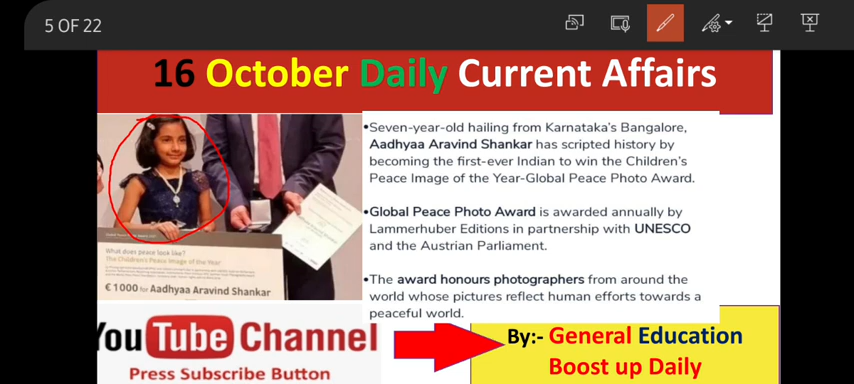 5 OF 22
16 October Daily Current Affairs
•Seven-year-old hailing from Karnataka's Bangalore,
Aadhyaa Aravind Shankar has scripted history by
becoming the first-ever Indian to win the Children's
Peace Image of the Year-Global Peace Photo Award.
•Global Peace Photo Award is awarded annually by
Lammerhuber Editions in partnership with UNESCO
and the Austrian Parliament.
•The award honours photographers from around the
world whose pictures reflect human efforts towards a
peaceful world.
What does peace look like?
The Children's Peace Image of the Year
€ 1000 for Aadhyaa Aravind Shankar
You Tube Channel
Press Subscribe Button
By:- General Education
Boost up Daily